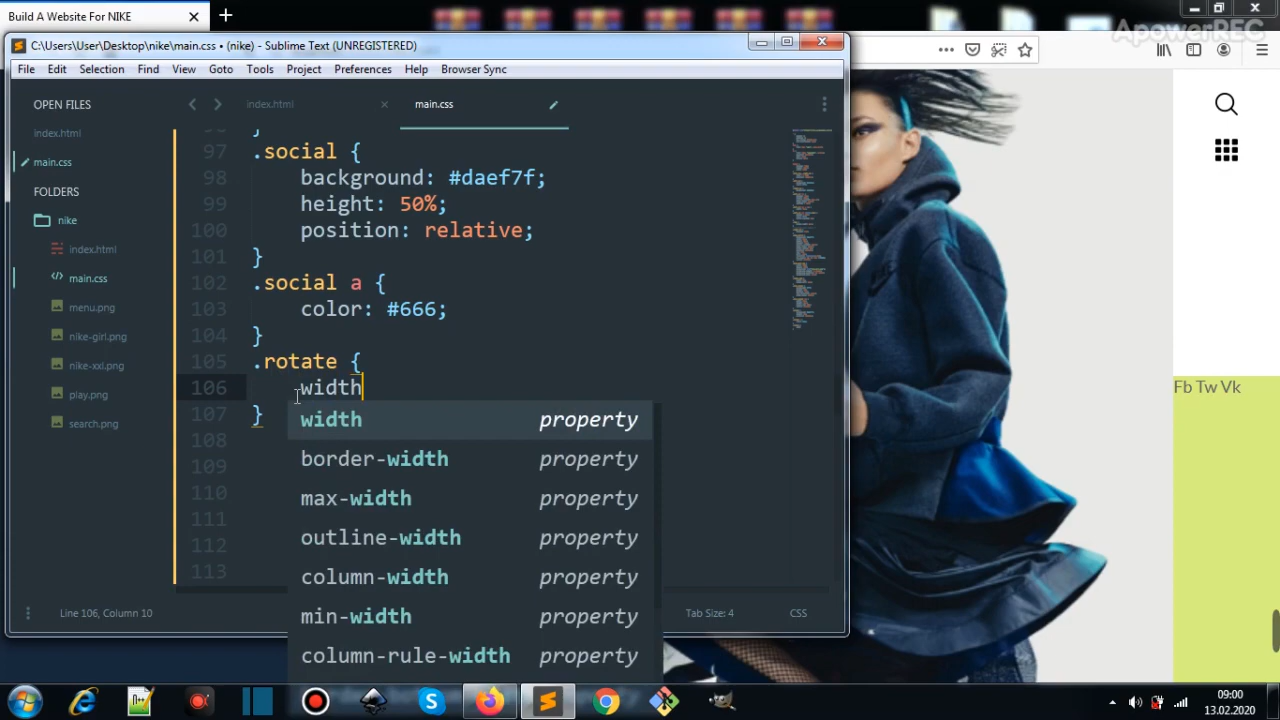 Build A Website For NIKE
ApowerREC
C:\Users\User\Desktop\nike\main.css • (nike) - Sublime Text (UNREGISTERED)
File Edit Selection Find View Goto Tools Project Preferences Help Browser Sync
OPEN FILES
index.html
main.css
FOLDERS
nike
index.html
main.css
menu.png
nike-girl.png
nike-xxl.png
play.png
search.png
index.html
main.css
97 .social {
98 background: #daef7f;
99 height: 50%;
100 position: relative;
101 }
102 .social a {
103 color: #666;
104 }
105 .rotate {
106 width
107 }
108
109
110
111
112
113
width property
border-width property
max-width property
outline-width property
column-width property
min-width property
column-rule-width property
Line 106, Column 10
Tab Size: 4
CSS
Fb Tw Vk
09:00
13.02.2020